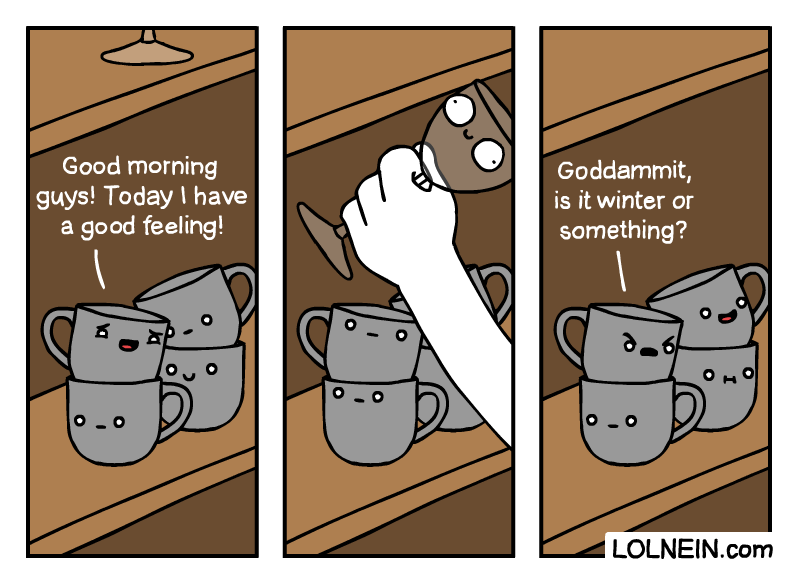 Good morning
guys! Today I have
a good feeling!
Goddammit,
is it winter or
something?
LOLNEIN.com